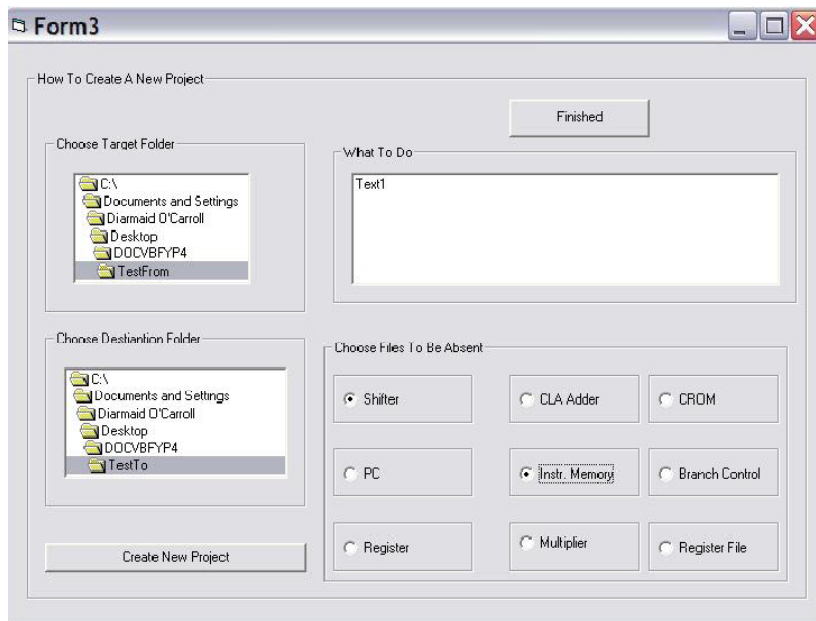 Form3
How To Create A New Project
Finished
Choose Target Folder
C:\
Documents and Settings
Diarmaid O'Carroll
Desktop
DOCVBFYP4
TestFrom
What To Do
Text1
Choose Destiantion Folder
C:\
Documents and Settings
Diarmaid O'Carroll
Desktop
DOCVBFYP4
TestTo
Create New Project
Choose Files To Be Absent
Shifter
CLA Adder
CROM
PC
Instr. Memory
Branch Control
Register
Multiplier
Register File